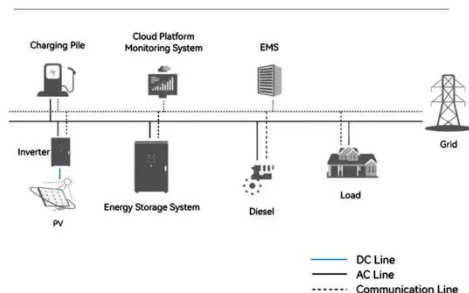 Charging Pile
Cloud Platform
Monitoring System
EMS
Inverter
Grid
PV
Energy Storage System
Diesel
Load
DC Line
AC Line
Communication Line